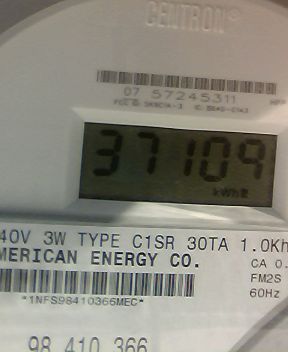 CENTRON®
07 57245311
37109
kWh
40V 3W TYPE C1SR 30TA 1.0Kh
MERICAN ENERGY CO.
CA 0.
FM2S
60Hz
*1NFS98410366MEC*
98 410 366